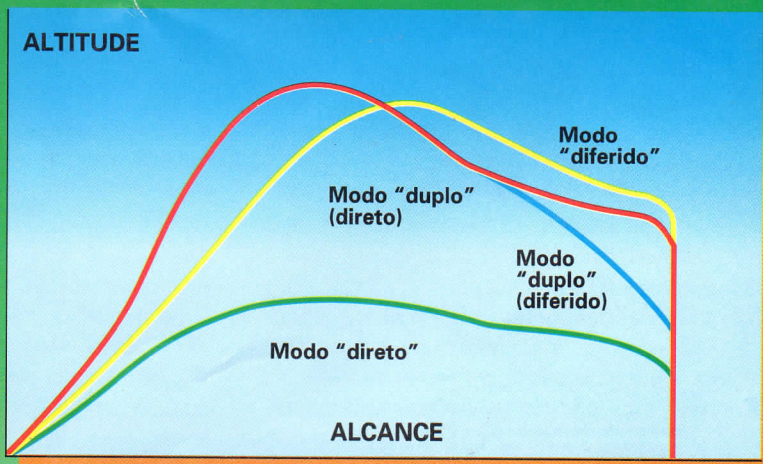 ALTITUDE
Modo
"diferido"
Modo "duplo"
(direto)
Modo
"duplo"
(diferido)
Modo "direto"
ALCANCE